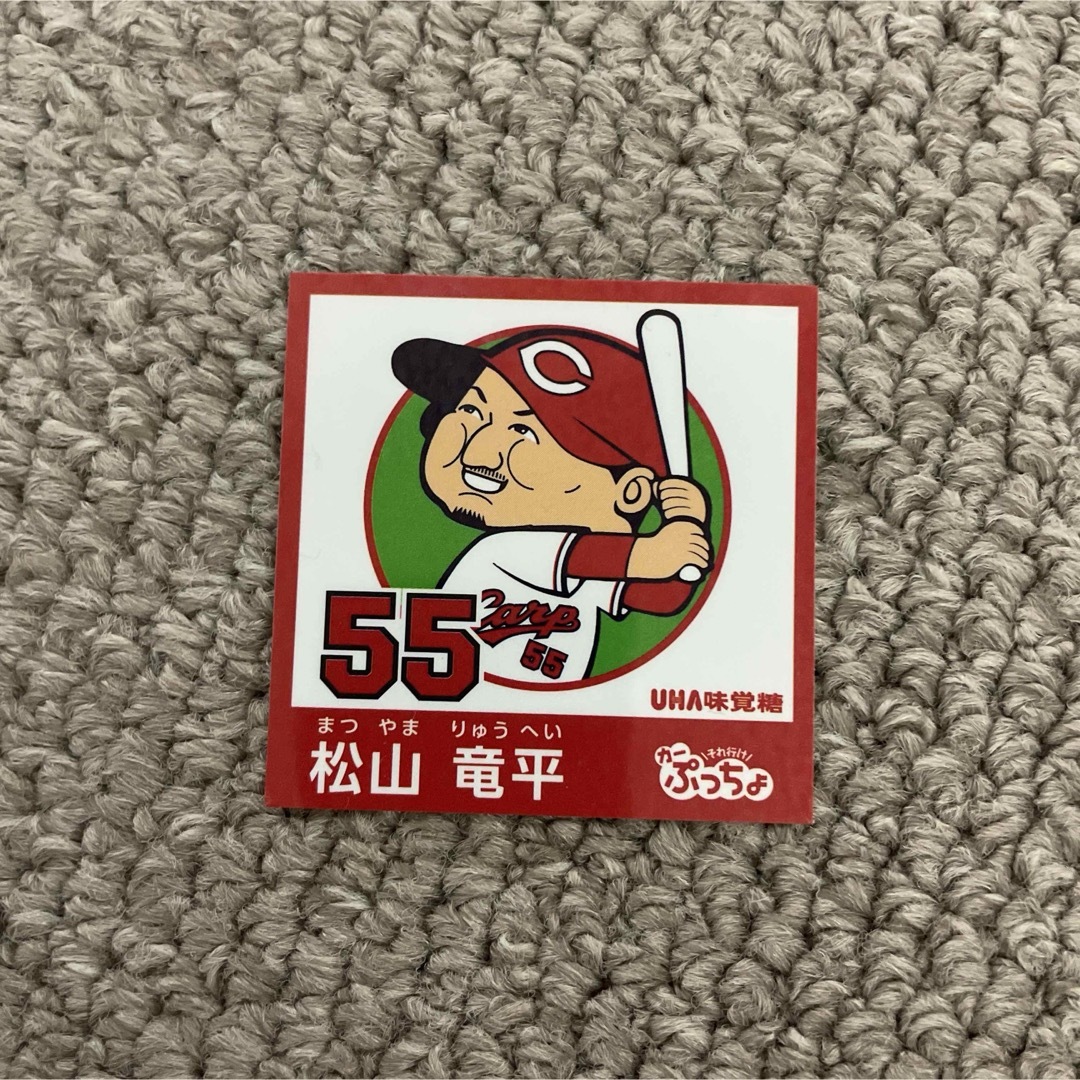 C
Carp
55
55
UHA味覚糖
まつ やま りゅう へい
松山 竜平
それ行け
カープぷっちょ